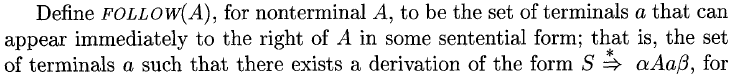 Define FOLLOW(A), for nonterminal A, to be the set of terminals a that can
appear immediately to the right of A in some sentential form; that is, the set
of terminals a such that there exists a derivation of the form S ⇒* αAaβ, for